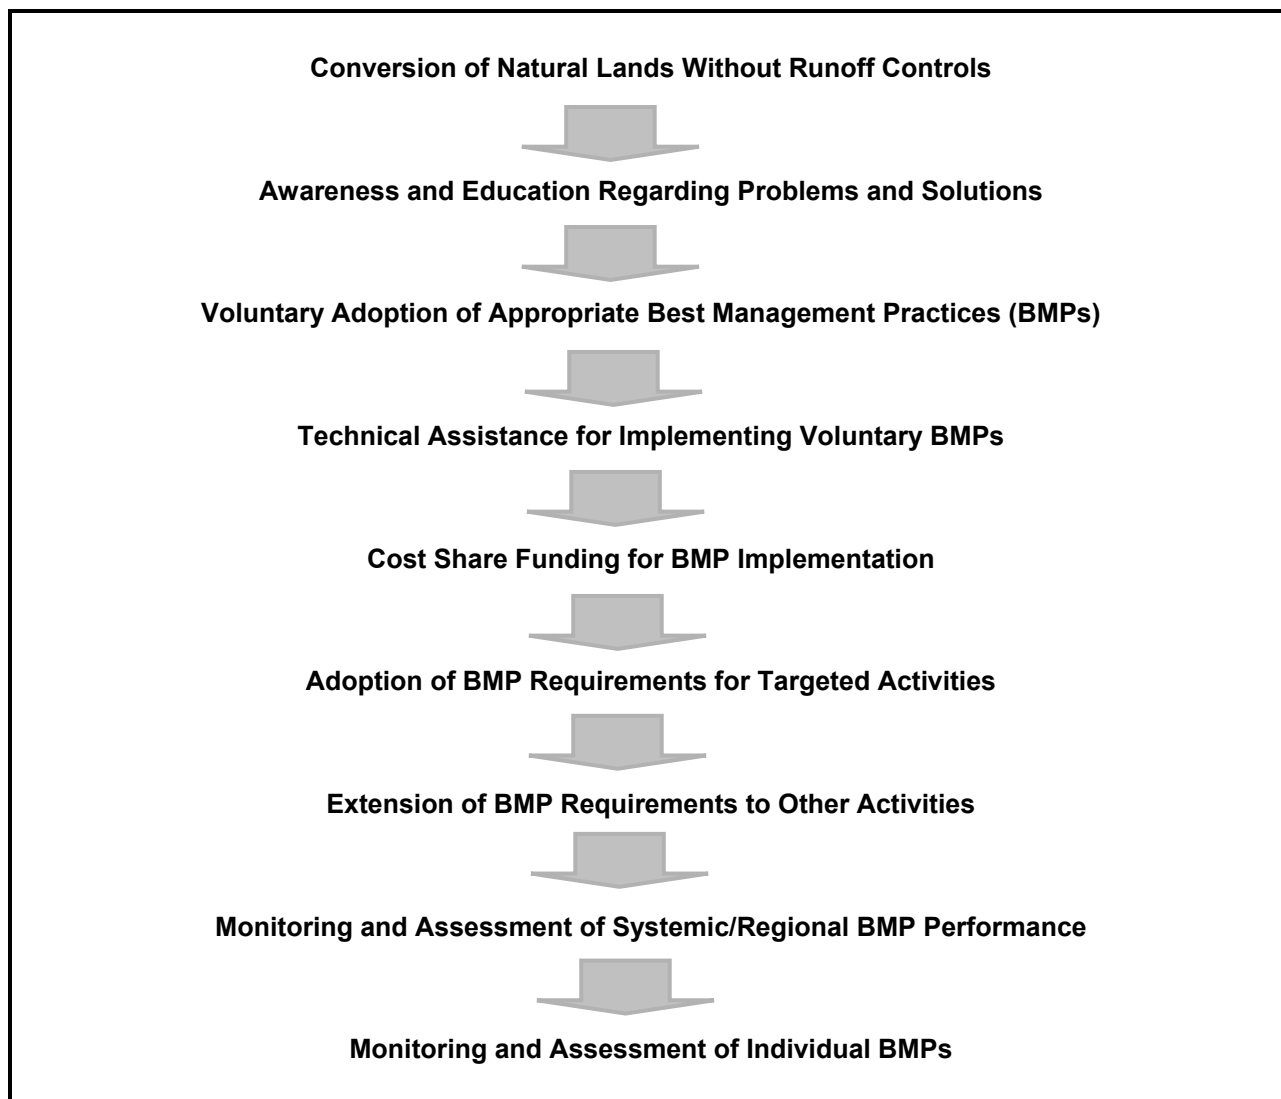 Conversion of Natural Lands Without Runoff Controls
Awareness and Education Regarding Problems and Solutions
Voluntary Adoption of Appropriate Best Management Practices (BMPs)
Technical Assistance for Implementing Voluntary BMPs
Cost Share Funding for BMP Implementation
Adoption of BMP Requirements for Targeted Activities
Extension of BMP Requirements to Other Activities
Monitoring and Assessment of Systemic/Regional BMP Performance
Monitoring and Assessment of Individual BMPs